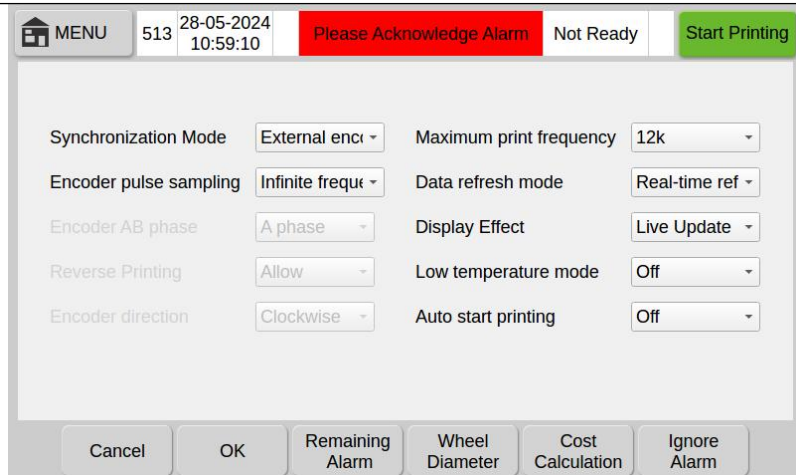 MENU
513
28-05-2024
10:59:10
Please Acknowledge Alarm
Not Ready
Start Printing
Synchronization Mode
External enc
Maximum print frequency
12k
Encoder pulse sampling
Infinite freque
Data refresh mode
Real-time ref
Encoder AB phase
A phase
Display Effect
Live Update
Reverse Printing
Allow
Low temperature mode
Off
Encoder direction
Clockwise
Auto start printing
Off
Cancel
OK
Remaining
Alarm
Wheel
Diameter
Cost
Calculation
Ignore
Alarm